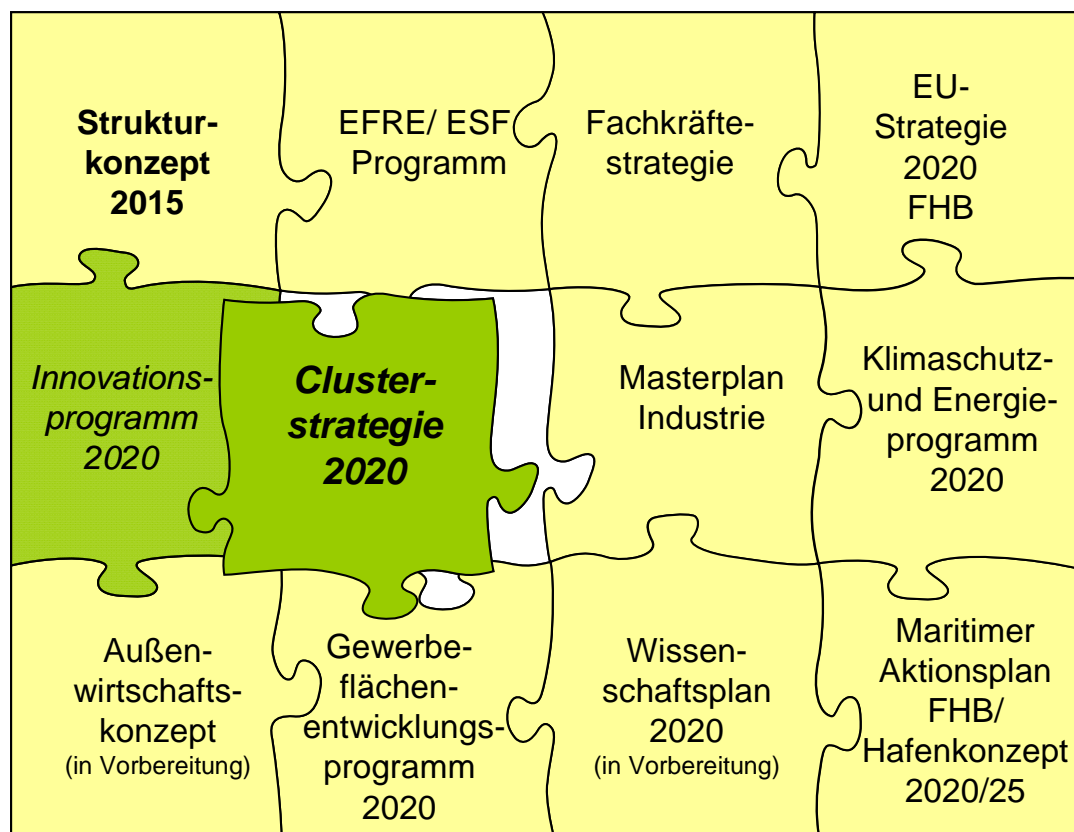 Struktur-
konzept
2015
EFRE/ ESF
Programm
Fachkräfte-
strategie
EU-
Strategie
2020
FHB
Innovations-
programm
2020
Cluster-
strategie
2020
Masterplan
Industrie
Klimaschutz-
und Energie-
programm
2020
Außen-
wirtschafts-
konzept
(in Vorbereitung)
Gewerbe-
flächen-
entwicklungs-
programm
2020
Wissen-
schaftsplan
2020
(in Vorbereitung)
Maritimer
Aktionsplan
FHB/
Hafenkonzept
2020/25